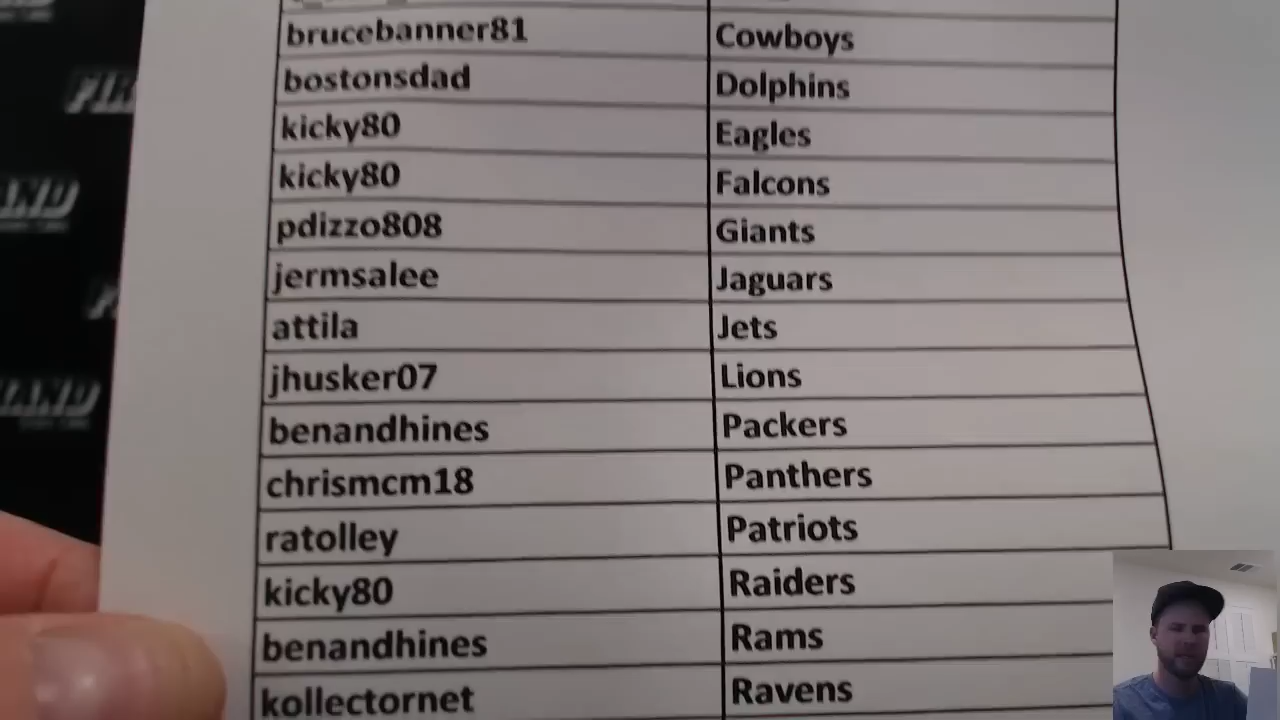 brucebanner81 Cowboys
bostonsdad Dolphins
kicky80 Eagles
kicky80 Falcons
pdizzo808 Giants
jermsalee Jaguars
attila Jets
jhusker07 Lions
benandhines Packers
chrismcm18 Panthers
ratolley Patriots
kicky80 Raiders
benandhines Rams
kollectornet Ravens